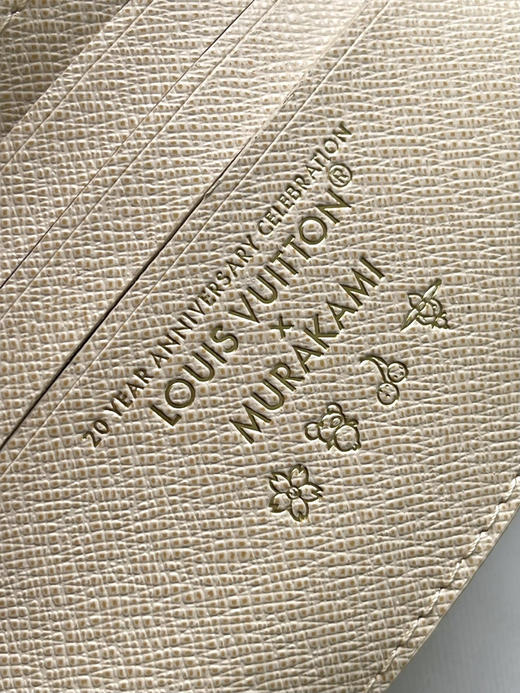 20 YEAR ANNIVERSARY CELEBRATION
LOUIS VUITTON®
x
MURAKAMI